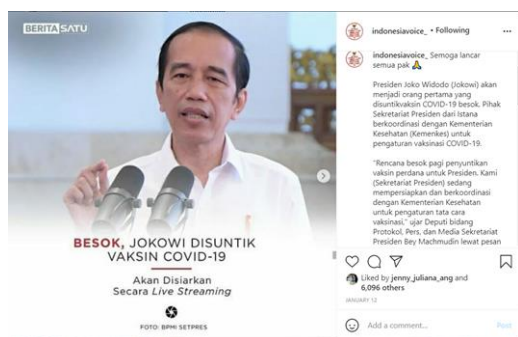 BERITA SATU
BESOK, JOKOWI DISUNTIK
VAKSIN COVID-19
Akan Disiarkan
Secara Live Streaming
FOTO: BPMI SETPRES
indonesiavoice_ • Following
indonesiavoice_ Semoga lancar
semua pak 🙏
Presiden Joko Widodo (Jokowi) akan
menjadi orang pertama yang
disuntikvaksin COVID-19 besok. Pihak
Sekretariat Presiden dari Istana
berkoordinasi dengan Kementerian
Kesehatan (Kemenkes) untuk
pengaturan vaksinasi COVID-19.
"Rencana besok pagi penyuntikan
vaksin perdana untuk Presiden. Kami
(Sekretariat Presiden) sedang
mempersiapkan dan berkoordinasi
dengan Kementerian Kesehatan
untuk pengaturan tata cara
vaksinasi," ujar Deputi bidang
Protokol, Pers, dan Media Sekretariat
Presiden Bey Machmudin lewat pesan
Liked by jenny_juliana_ang and
6,096 others
JANUARY 12
Add a comment...
Post